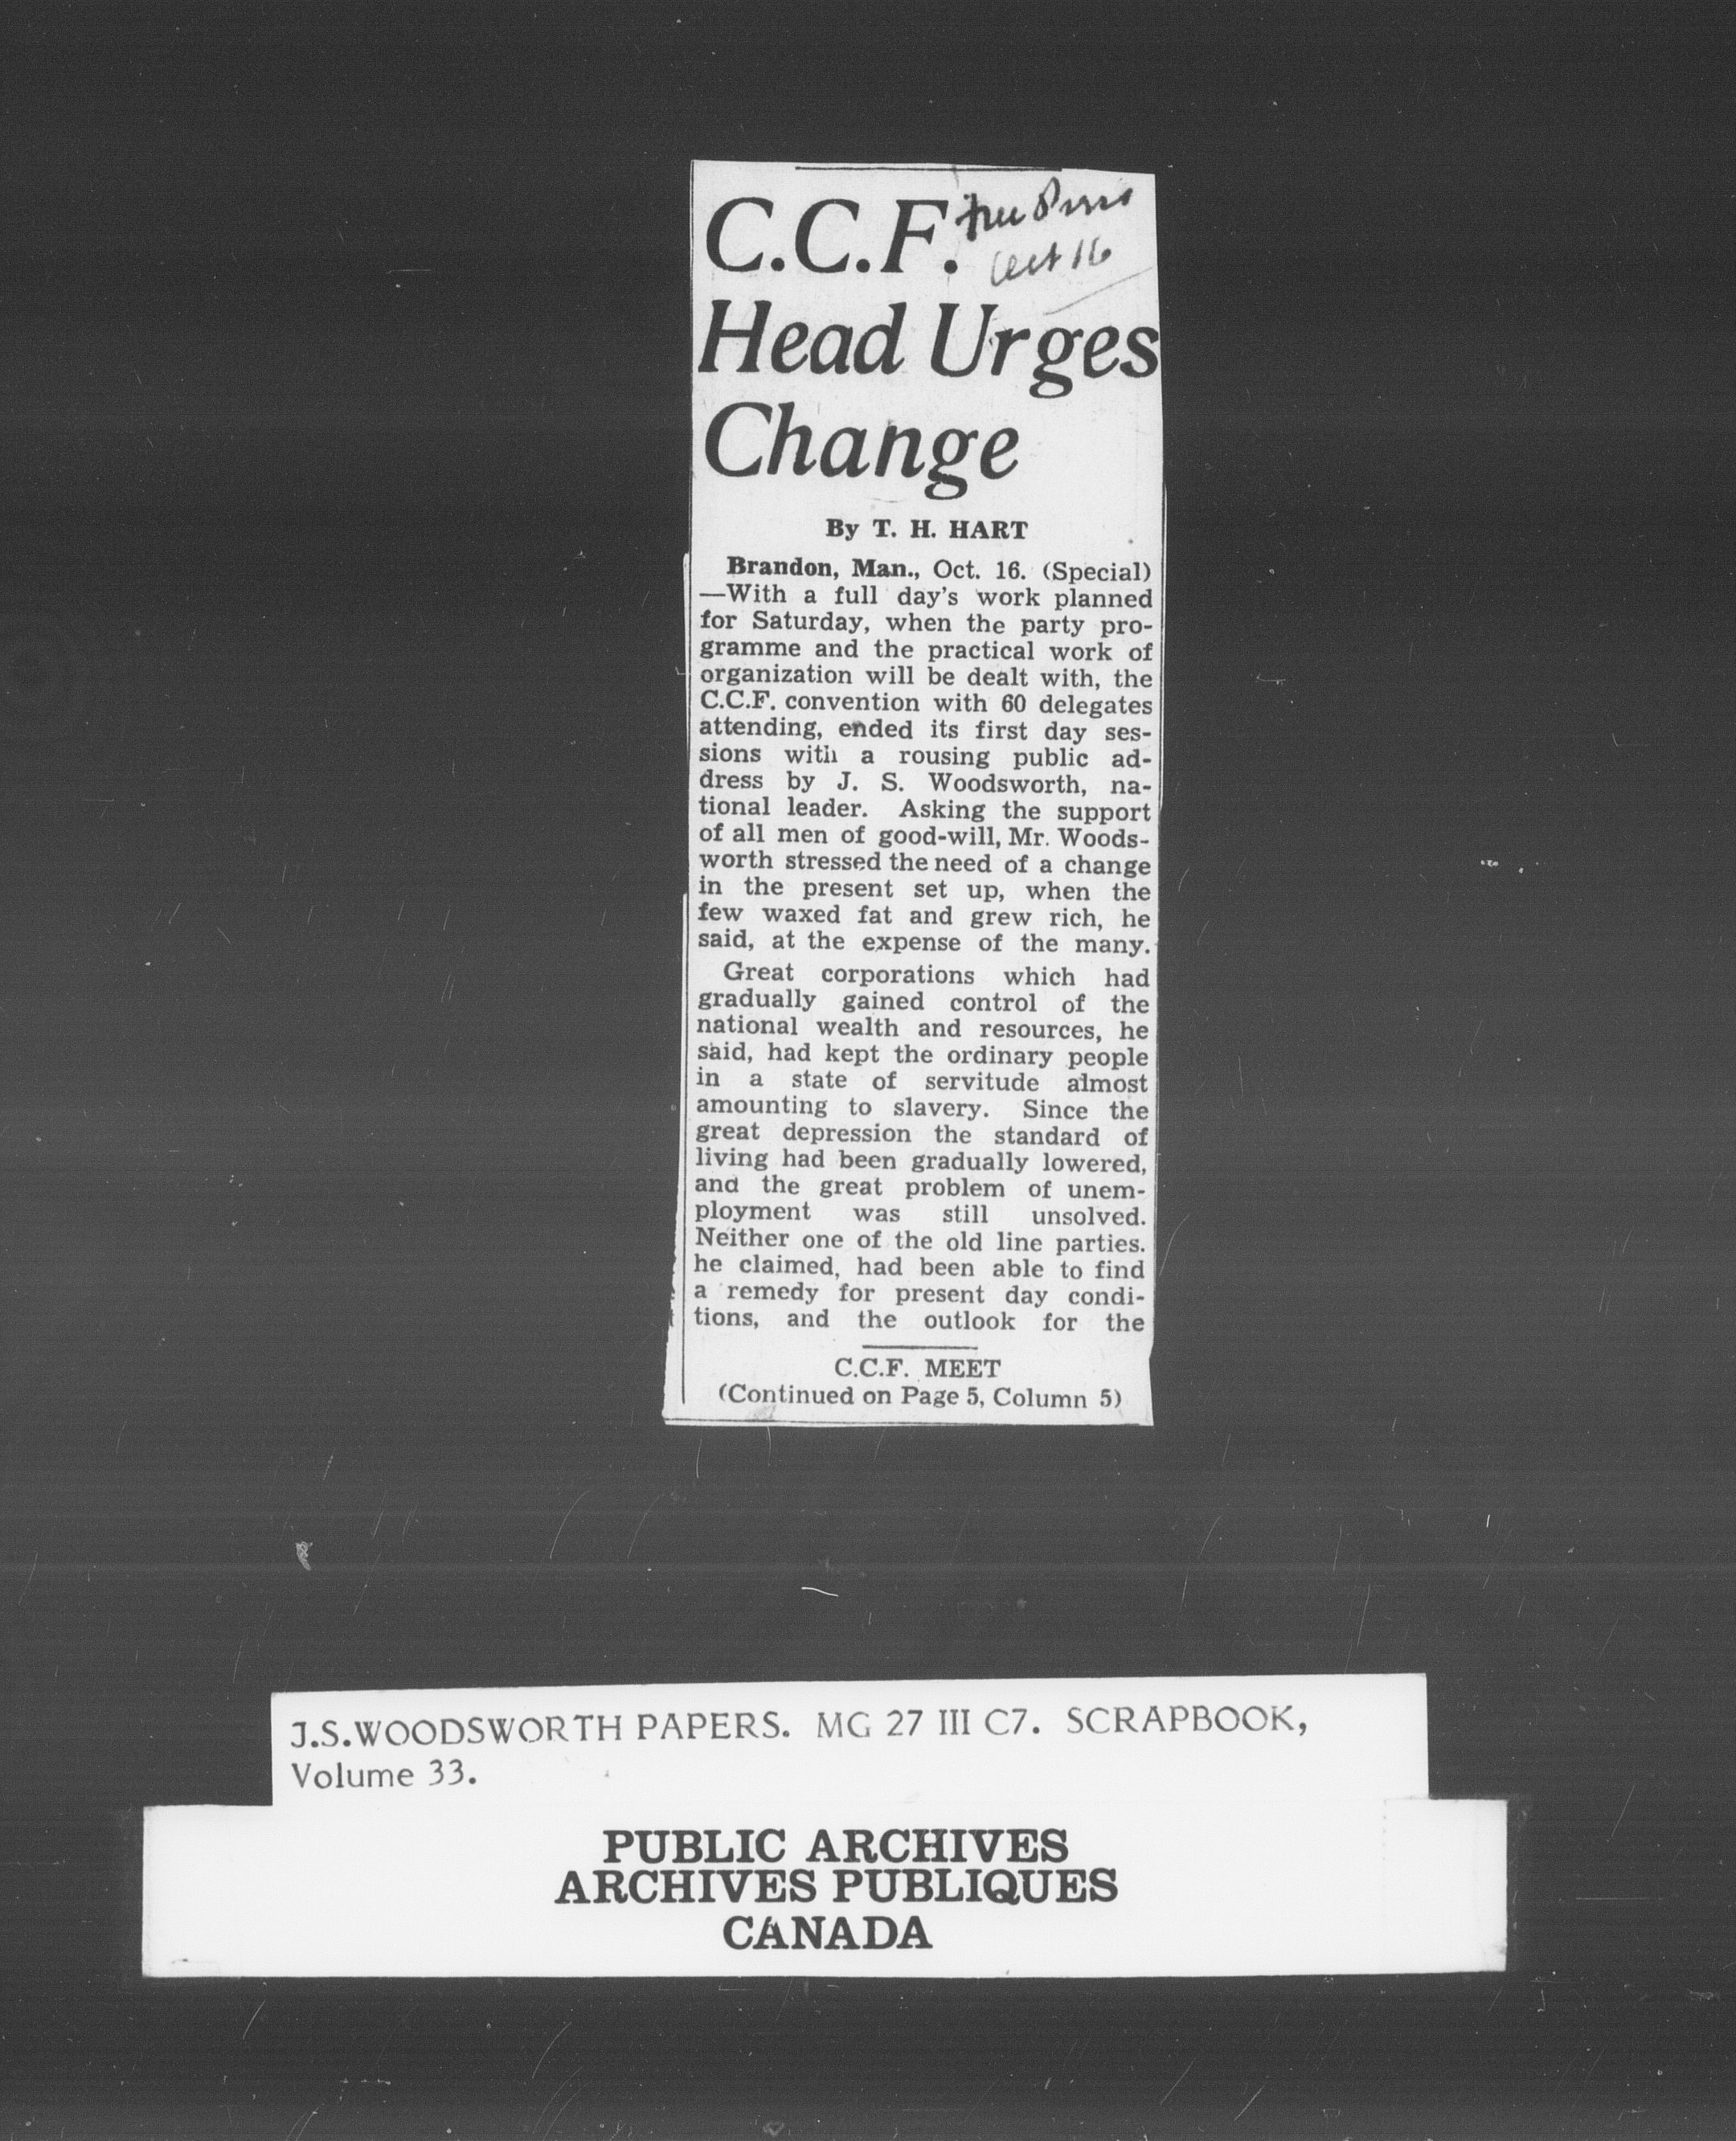 C.C.F.
Free Press
Oct 16
Head Urges
Change
By T. H. HART
Brandon, Man., Oct. 16. (Special)
—With a full day's work planned
for Saturday, when the party pro-
gramme and the practical work of
organization will be dealt with, the
C.C.F. convention with 60 delegates
attending, ended its first day ses-
sions with a rousing public ad-
dress by J. S. Woodsworth, na-
tional leader. Asking the support
of all men of good-will, Mr. Woods-
worth stressed the need of a change
in the present set up, when the
few waxed fat and grew rich, he
said, at the expense of the many.
Great corporations which had
gradually gained control of the
national wealth and resources, he
said, had kept the ordinary people
in a state of servitude almost
amounting to slavery. Since the
great depression the standard of
living had been gradually lowered,
and the great problem of unem-
ployment was still unsolved.
Neither one of the old line parties.
he claimed, had been able to find
a remedy for present day condi-
tions, and the outlook for the
C.C.F. MEET
(Continued on Page 5, Column 5)
J.S.WOODSWORTH PAPERS. MG 27 III C7. SCRAPBOOK,
Volume 33.
PUBLIC ARCHIVES
ARCHIVES PUBLIQUES
CANADA